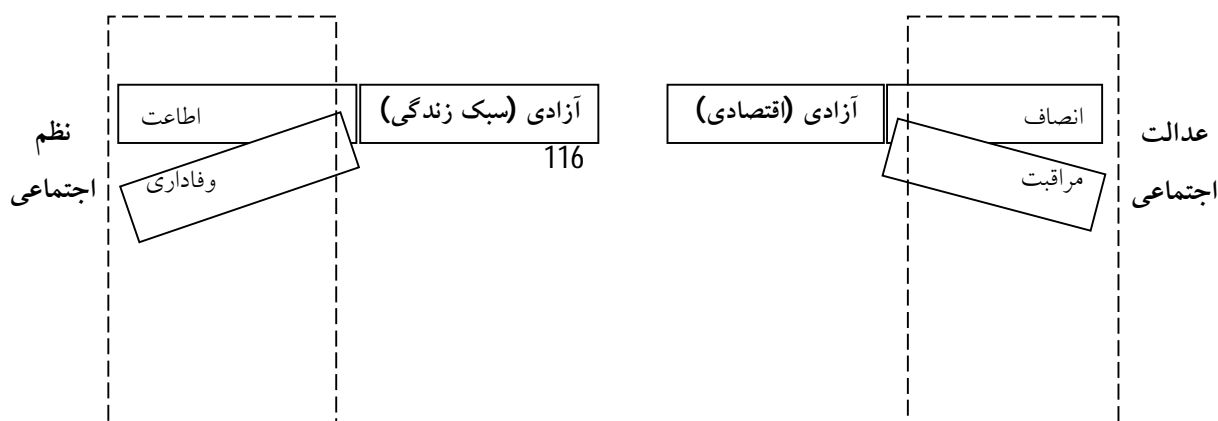 انصاف
آزادی (اقتصادی)
مراقبت
عدالت
اجتماعی
آزادی (سبک زندگی)
اطاعت
116
وفاداری
نظم
اجتماعی